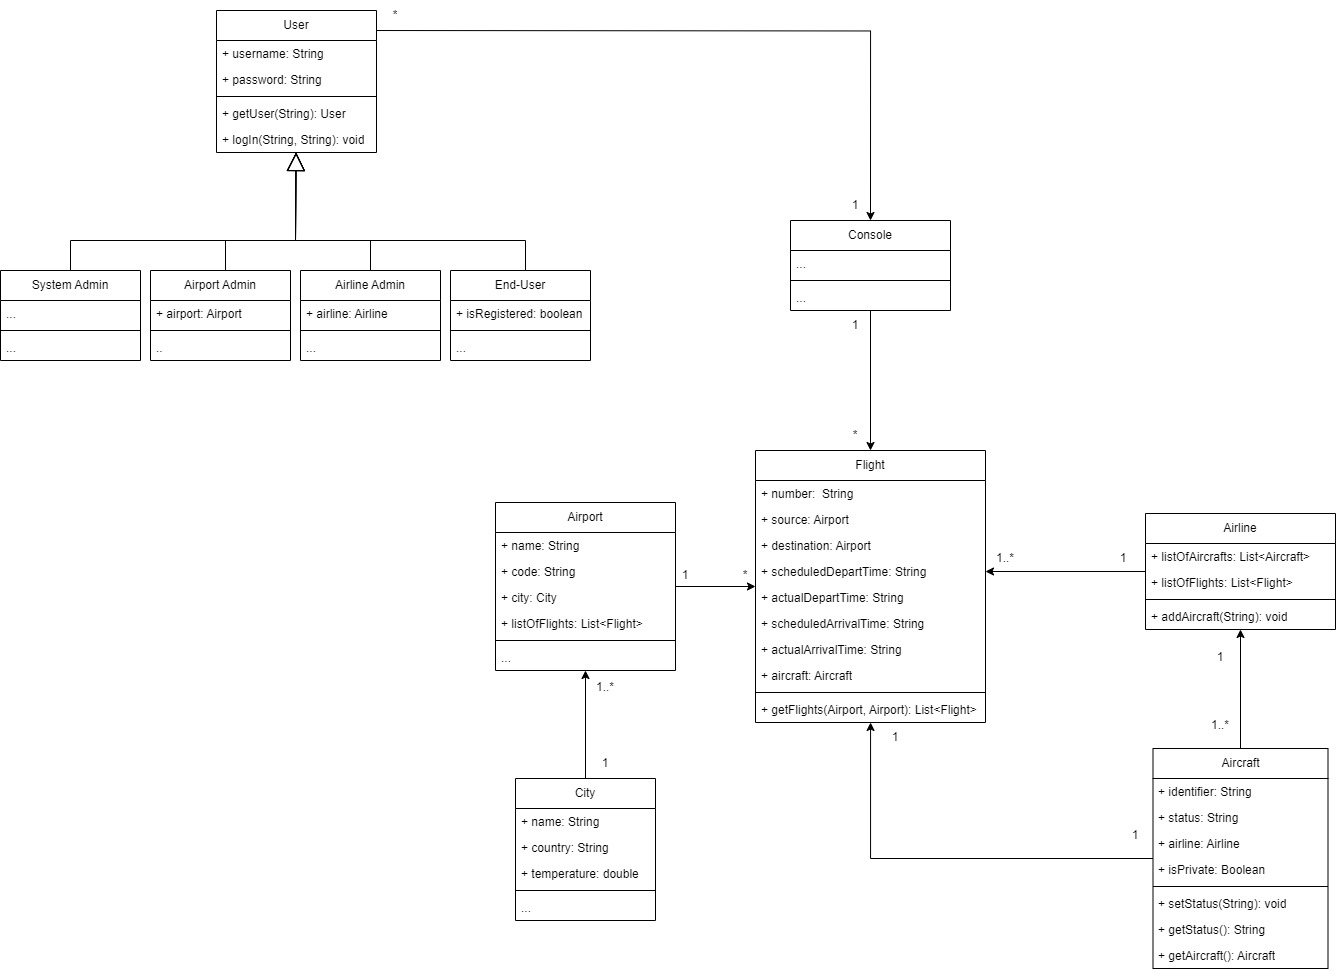 User
+ username: String
+ password: String
+ getUser(String): User
+ logIn(String, String): void
*
1
Console
...
...
1
*
System Admin
...
...
Airport Admin
+ airport: Airport
..
Airline Admin
+ airline: Airline
...
End-User
+ isRegistered: boolean
...
Flight
+ number:  String
+ source: Airport
+ destination: Airport
+ scheduledDepartTime: String
+ actualDepartTime: String
+ scheduledArrivalTime: String
+ actualArrivalTime: String
+ aircraft: Aircraft
+ getFlights(Airport, Airport): List<Flight>
Airport
+ name: String
+ code: String
+ city: City
+ listOfFlights: List<Flight>
...
1
*
1..*
1
Airline
+ listOfAircrafts: List<Aircraft>
+ listOfFlights: List<Flight>
+ addAircraft(String): void
1
1..*
1..*
1
City
+ name: String
+ country: String
+ temperature: double
...
1
1
Aircraft
+ identifier: String
+ status: String
+ airline: Airline
+ isPrivate: Boolean
+ setStatus(String): void
+ getStatus(): String
+ getAircraft(): Aircraft